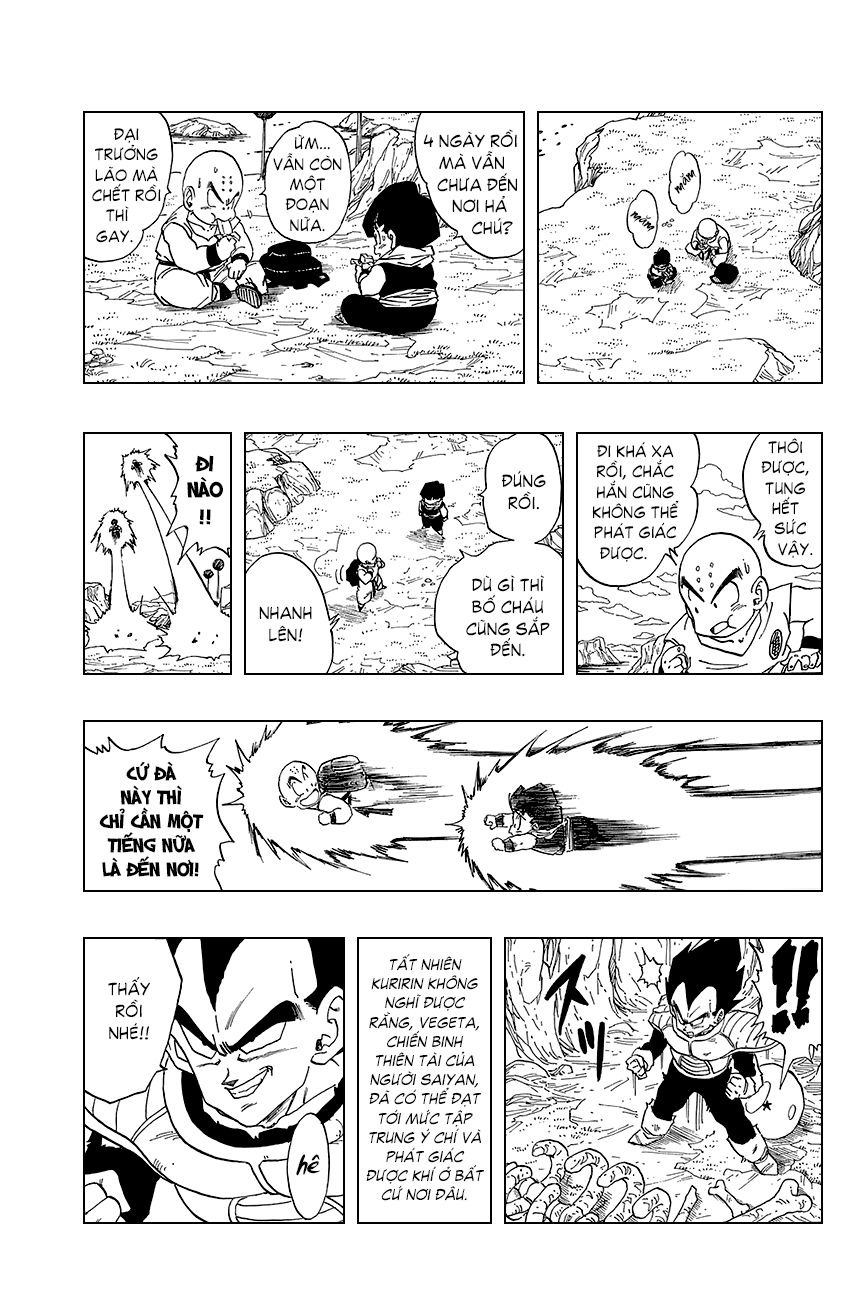 măm
măm
4 NGÀY RỒI
MÀ VẪN
CHƯA ĐẾN
NƠI HẢ
CHÚ?
ỪM...
VẪN CÒN
MỘT
ĐOẠN
NỮA.
ĐẠI
TRƯỞNG
LÃO MÀ
CHẾT RỒI
THÌ
GAY.
THÔI
ĐƯỢC,
TUNG
HẾT
SỨC
VẬY.
ĐI KHÁ XA
RỒI, CHẮC
HẲN CŨNG
KHÔNG THỂ
PHÁT GIÁC
ĐƯỢC.
ĐÚNG
RỒI.
DÙ GÌ THÌ
BỐ CHÁU
CŨNG SẮP
ĐẾN.
NHANH
LÊN!
ĐI
NÀO
!!
CỨ ĐÀ
NÀY THÌ
CHỈ CẦN MỘT
TIẾNG NỮA
LÀ ĐẾN NƠI!
!!
スッ
TẤT NHIÊN
KURIRIN KHÔNG
NGHĨ ĐƯỢC
RẰNG, VEGETA,
CHIẾN BINH
THIÊN TÀI CỦA
NGƯỜI SAIYAN,
ĐÃ CÓ THỂ ĐẠT
TỚI MỨC TẬP
TRUNG Ý CHÍ VÀ
PHÁT GIÁC
ĐƯỢC KHÍ Ở BẤT
CỨ NƠI ĐÂU.
THẤY
RỒI
NHÉ!!
hê